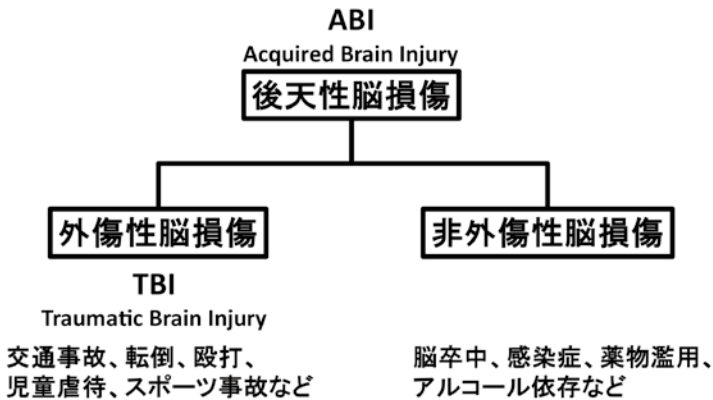 ABI
Acquired Brain Injury
後天性脳損傷
外傷性脳損傷
非外傷性脳損傷
TBI
Traumatic Brain Injury
交通事故、転倒、殴打、
児童虐待、スポーツ事故など
脳卒中、感染症、薬物濫用、
アルコール依存など